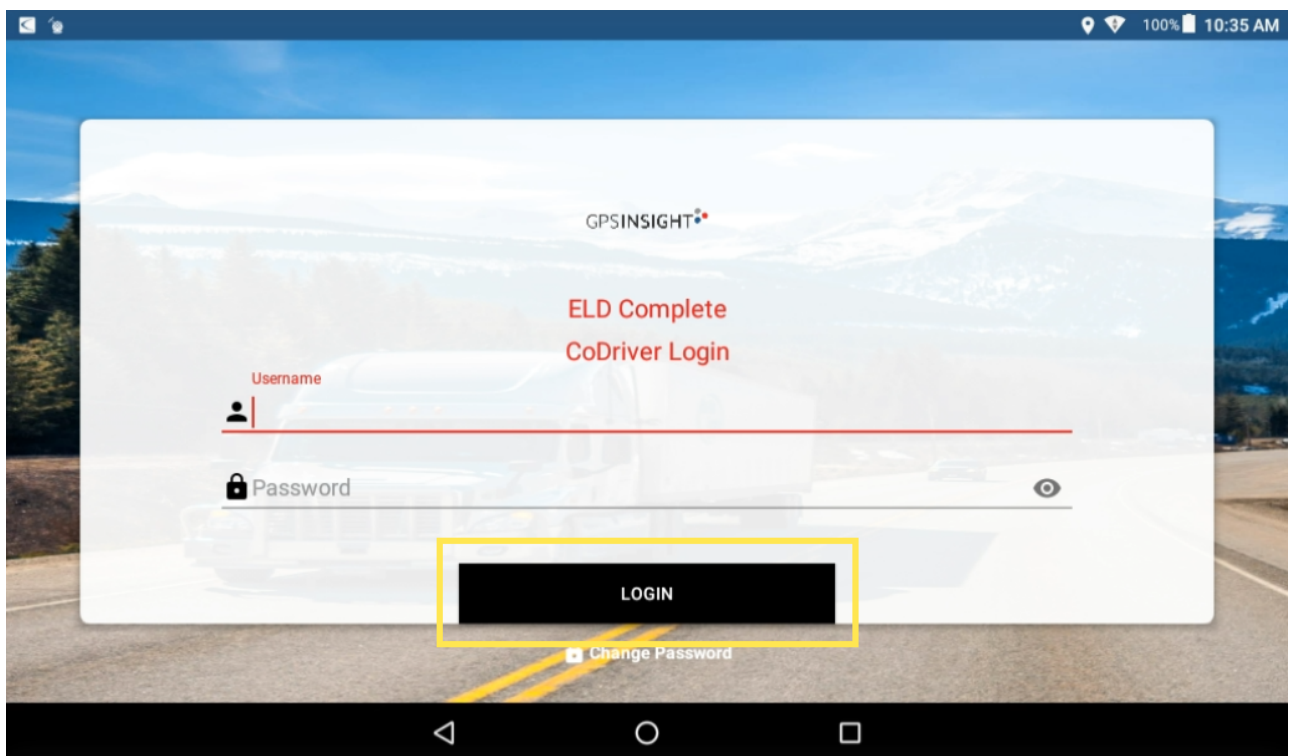 100% 10:35 AM
GPSINSIGHT
ELD Complete
CoDriver Login
Username
Password
LOGIN
Change Password